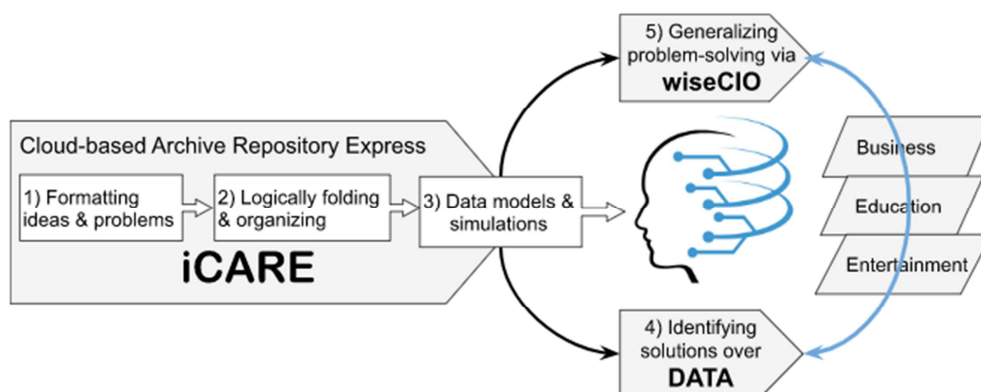 Cloud-based Archive Repository Express
1) Formatting
ideas & problems
2) Logically folding
& organizing
3) Data models &
simulations
iCARE
5) Generalizing
problem-solving via
wiseCIO
Business
Education
Entertainment
4) Identifying
solutions over
DATA